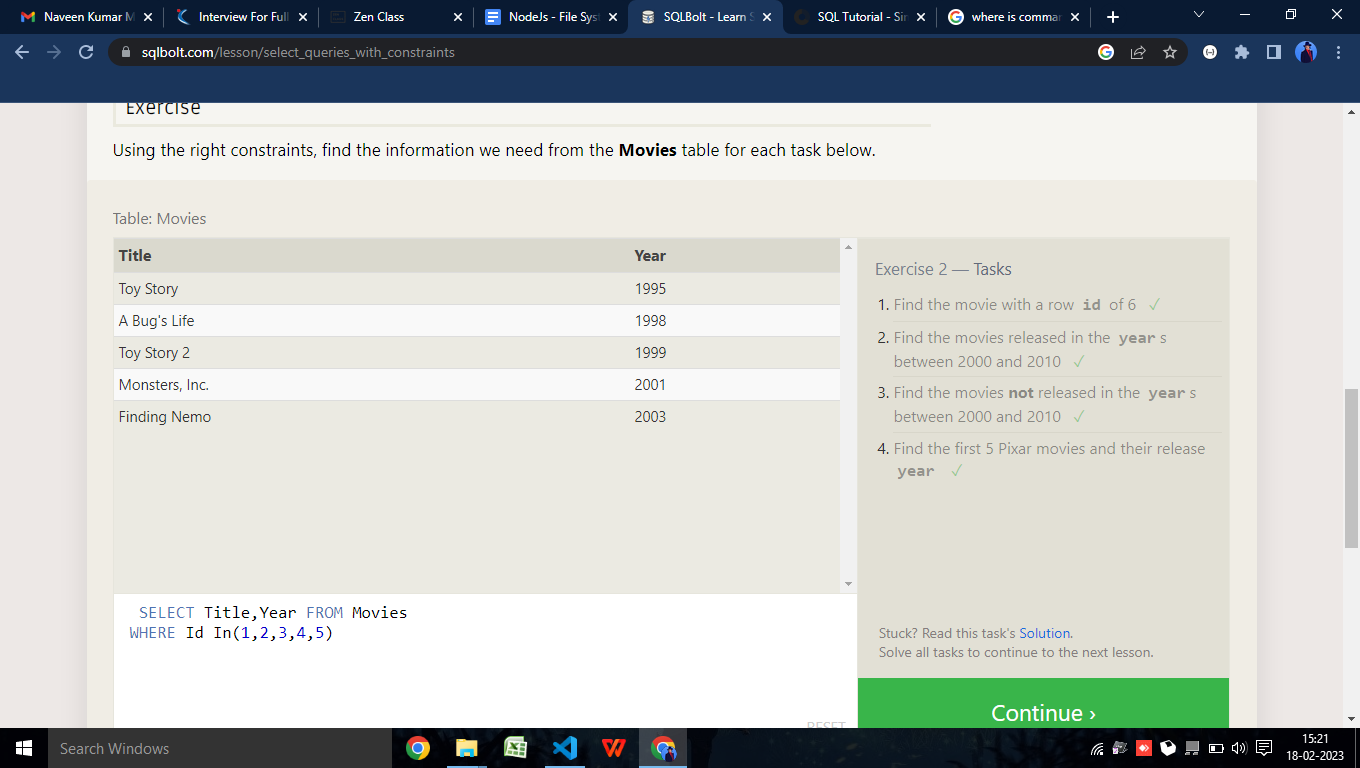 Naveen Kumar M
Interview For Full
Zen Class
NodeJs - File Sys
SQLBolt - Learn S
SQL Tutorial - Sim
where is comman
sqlbolt.com/lesson/select_queries_with_constraints
Exercise
Using the right constraints, find the information we need from the Movies table for each task below.
Table: Movies
Title Year
Toy Story 1995
A Bug's Life 1998
Toy Story 2 1999
Monsters, Inc. 2001
Finding Nemo 2003
SELECT Title,Year FROM Movies
WHERE Id In(1,2,3,4,5)
RESET
Exercise 2 — Tasks
1. Find the movie with a row id of 6 ✓
2. Find the movies released in the year s
between 2000 and 2010 ✓
3. Find the movies not released in the year s
between 2000 and 2010 ✓
4. Find the first 5 Pixar movies and their release
year ✓
Stuck? Read this task's Solution.
Solve all tasks to continue to the next lesson.
Continue ›
Search Windows
15:21
18-02-2023